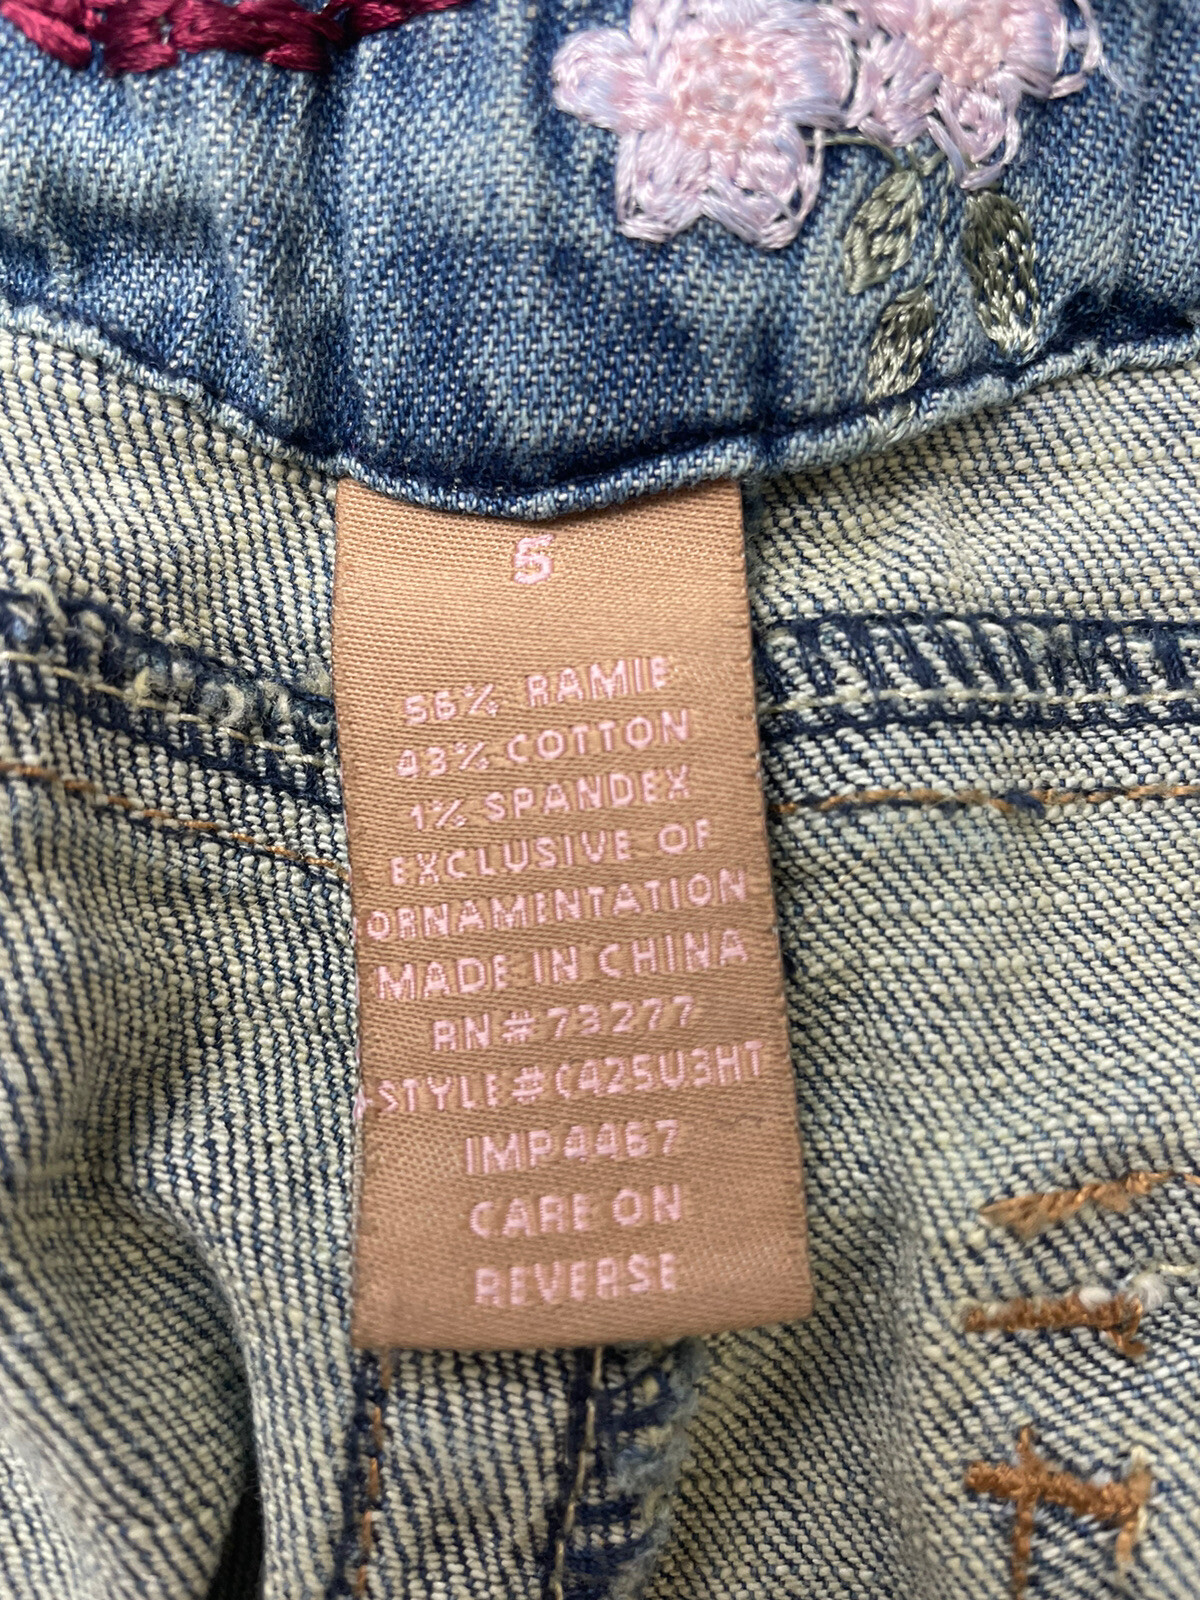 5
56% RAMIE
43% COTTON
1% SPANDEX
EXCLUSIVE OF
ORNAMENTATION
MADE IN CHINA
RN#73277
STYLE#C425U3HT
IMP4467
CARE ON
REVERSE